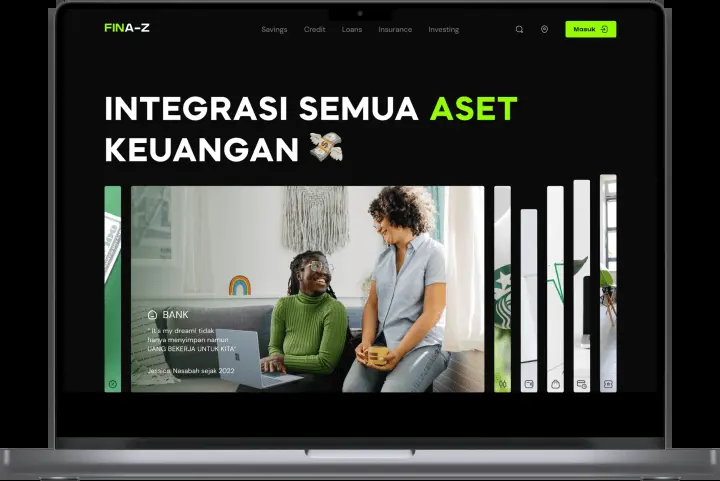 FINA-Z
Savings Credit Loans Insurance Investing
Masuk
INTEGRASI SEMUA ASET
KEUANGAN
BANK
" It's my dream! tidak
hanya menyimpan namun
UANG BEKERJA UNTUK KITA"
Jessica, Nasabah sejak 2022